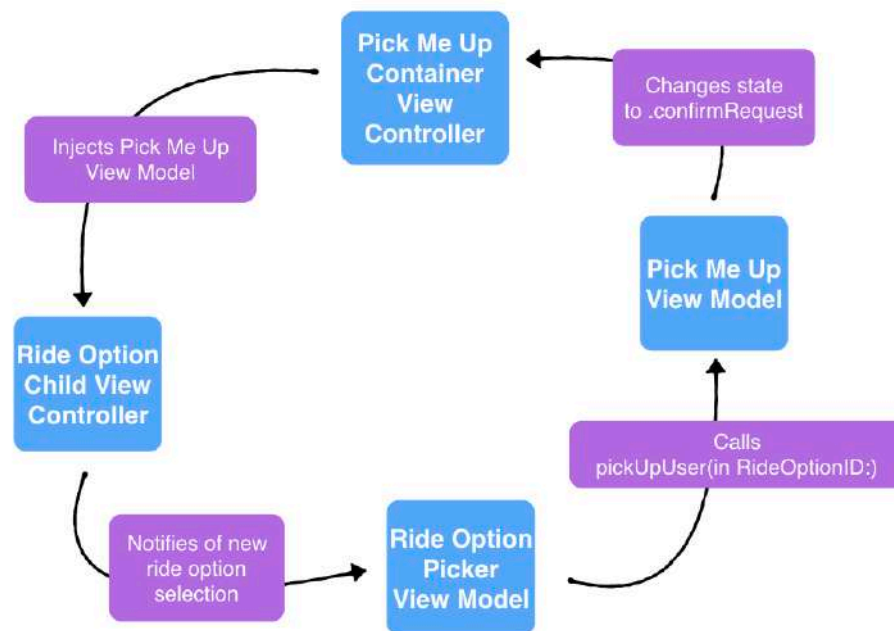 Pick Me Up
Container
View
Controller
Changes state
to .confirmRequest
Injects Pick Me Up
View Model
Pick Me Up
View Model
Ride Option
Child View
Controller
Calls
pickUpUser(in RideOptionID:)
Notifies of new
ride option
selection
Ride Option
Picker
View Model